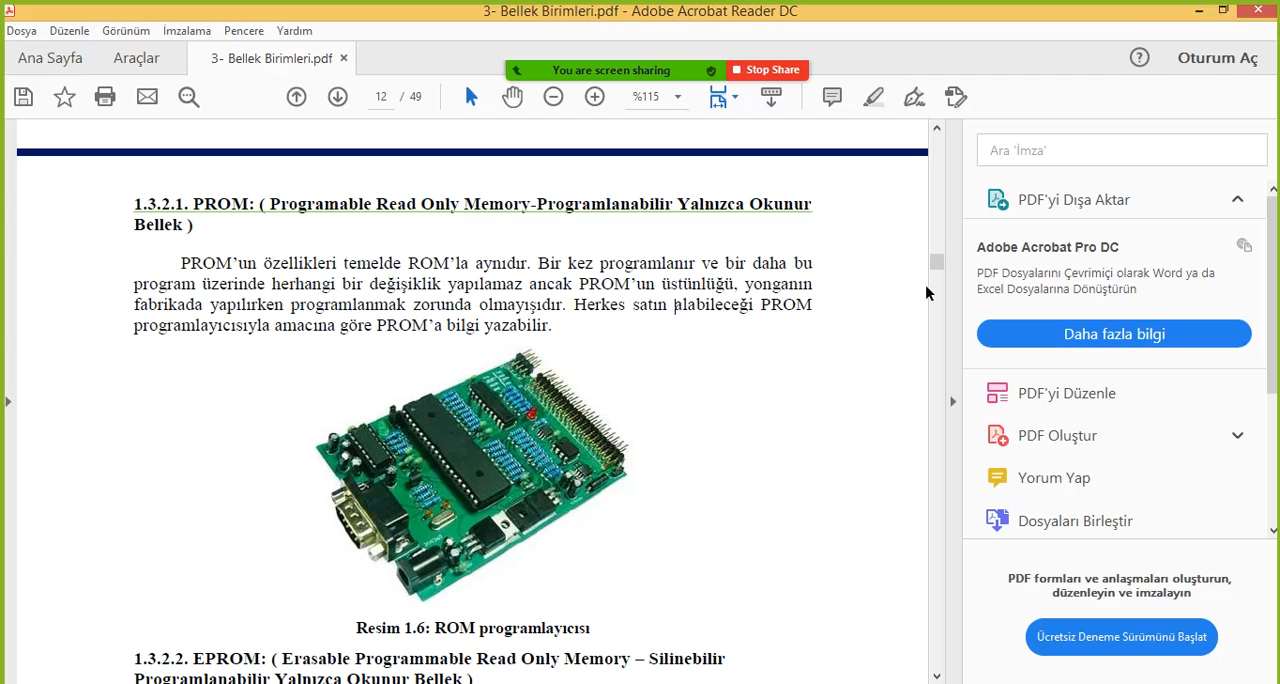 3- Bellek Birimleri.pdf - Adobe Acrobat Reader DC
Dosya Düzenle Görünüm İmzalama Pencere Yardım
Ana Sayfa Araçlar 3- Bellek Birimleri.pdf × Oturum Aç
You are screen sharing Stop Share
12 / 49 %115
Ara 'İmza'
1.3.2.1. PROM: ( Programable Read Only Memory-Programlanabilir Yalnızca Okunur
Bellek )
PROM’un özellikleri temelde ROM’la aynıdır. Bir kez programlanır ve bir daha bu
program üzerinde herhangi bir değişiklik yapılamaz ancak PROM’un üstünlüğü, yonganın
fabrikada yapılırken programlanmak zorunda olmayışıdır. Herkes satın alabileceği PROM
programlayıcısıyla amacına göre PROM’a bilgi yazabilir.
Resim 1.6: ROM programlayıcısı
1.3.2.2. EPROM: ( Erasable Programmable Read Only Memory – Silinebilir
Programlanabilir Yalnızca Okunur Bellek )
PDF'yi Dışa Aktar
Adobe Acrobat Pro DC
PDF Dosyalarını Çevrimiçi olarak Word ya da
Excel Dosyalarına Dönüştürün
Daha fazla bilgi
PDF'yi Düzenle
PDF Oluştur
Yorum Yap
Dosyaları Birleştir
PDF formları ve anlaşmaları oluşturun,
düzenleyin ve imzalayın
Ücretsiz Deneme Sürümünü Başlat